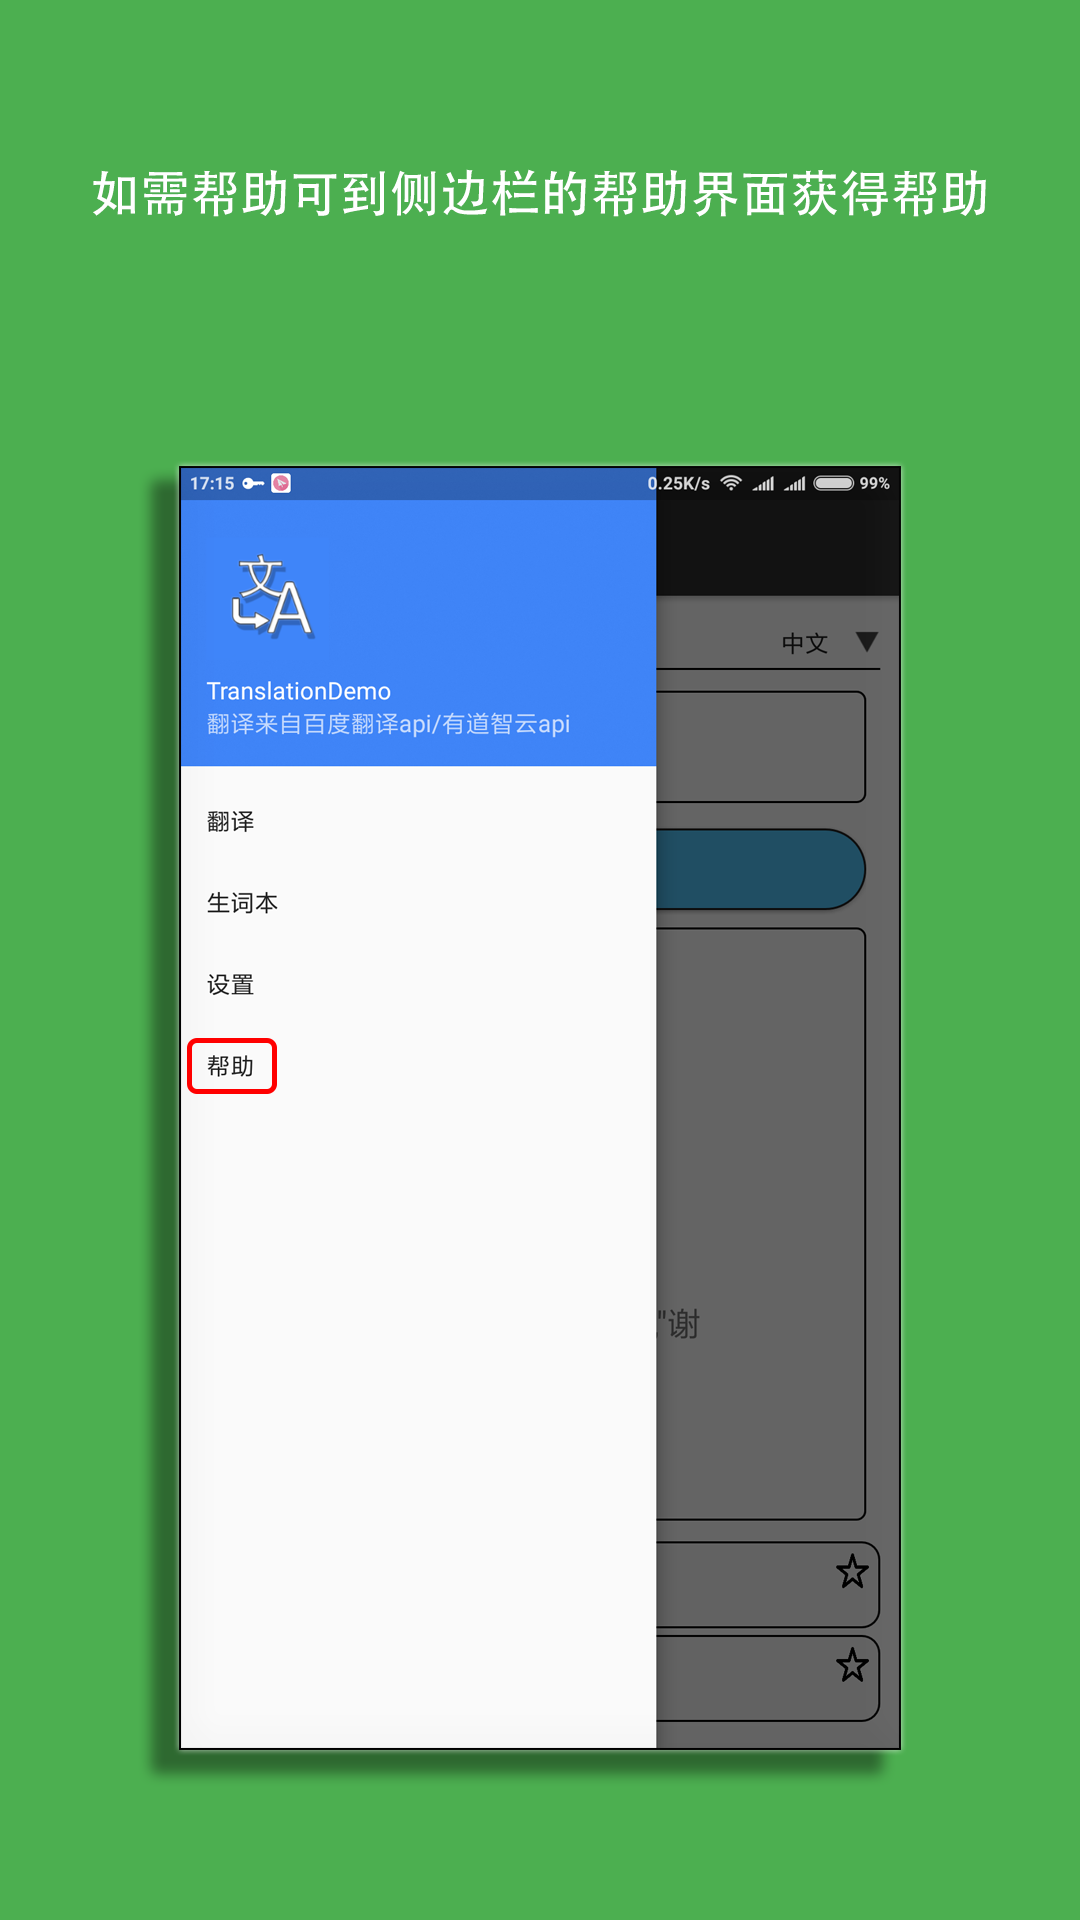 如需帮助可到侧边栏的帮助界面获得帮助
17:15 0.25K/s 99%
文A
中文
TranslationDemo
翻译来自百度翻译api/有道智云api
翻译
生词本
设置
帮助
"谢